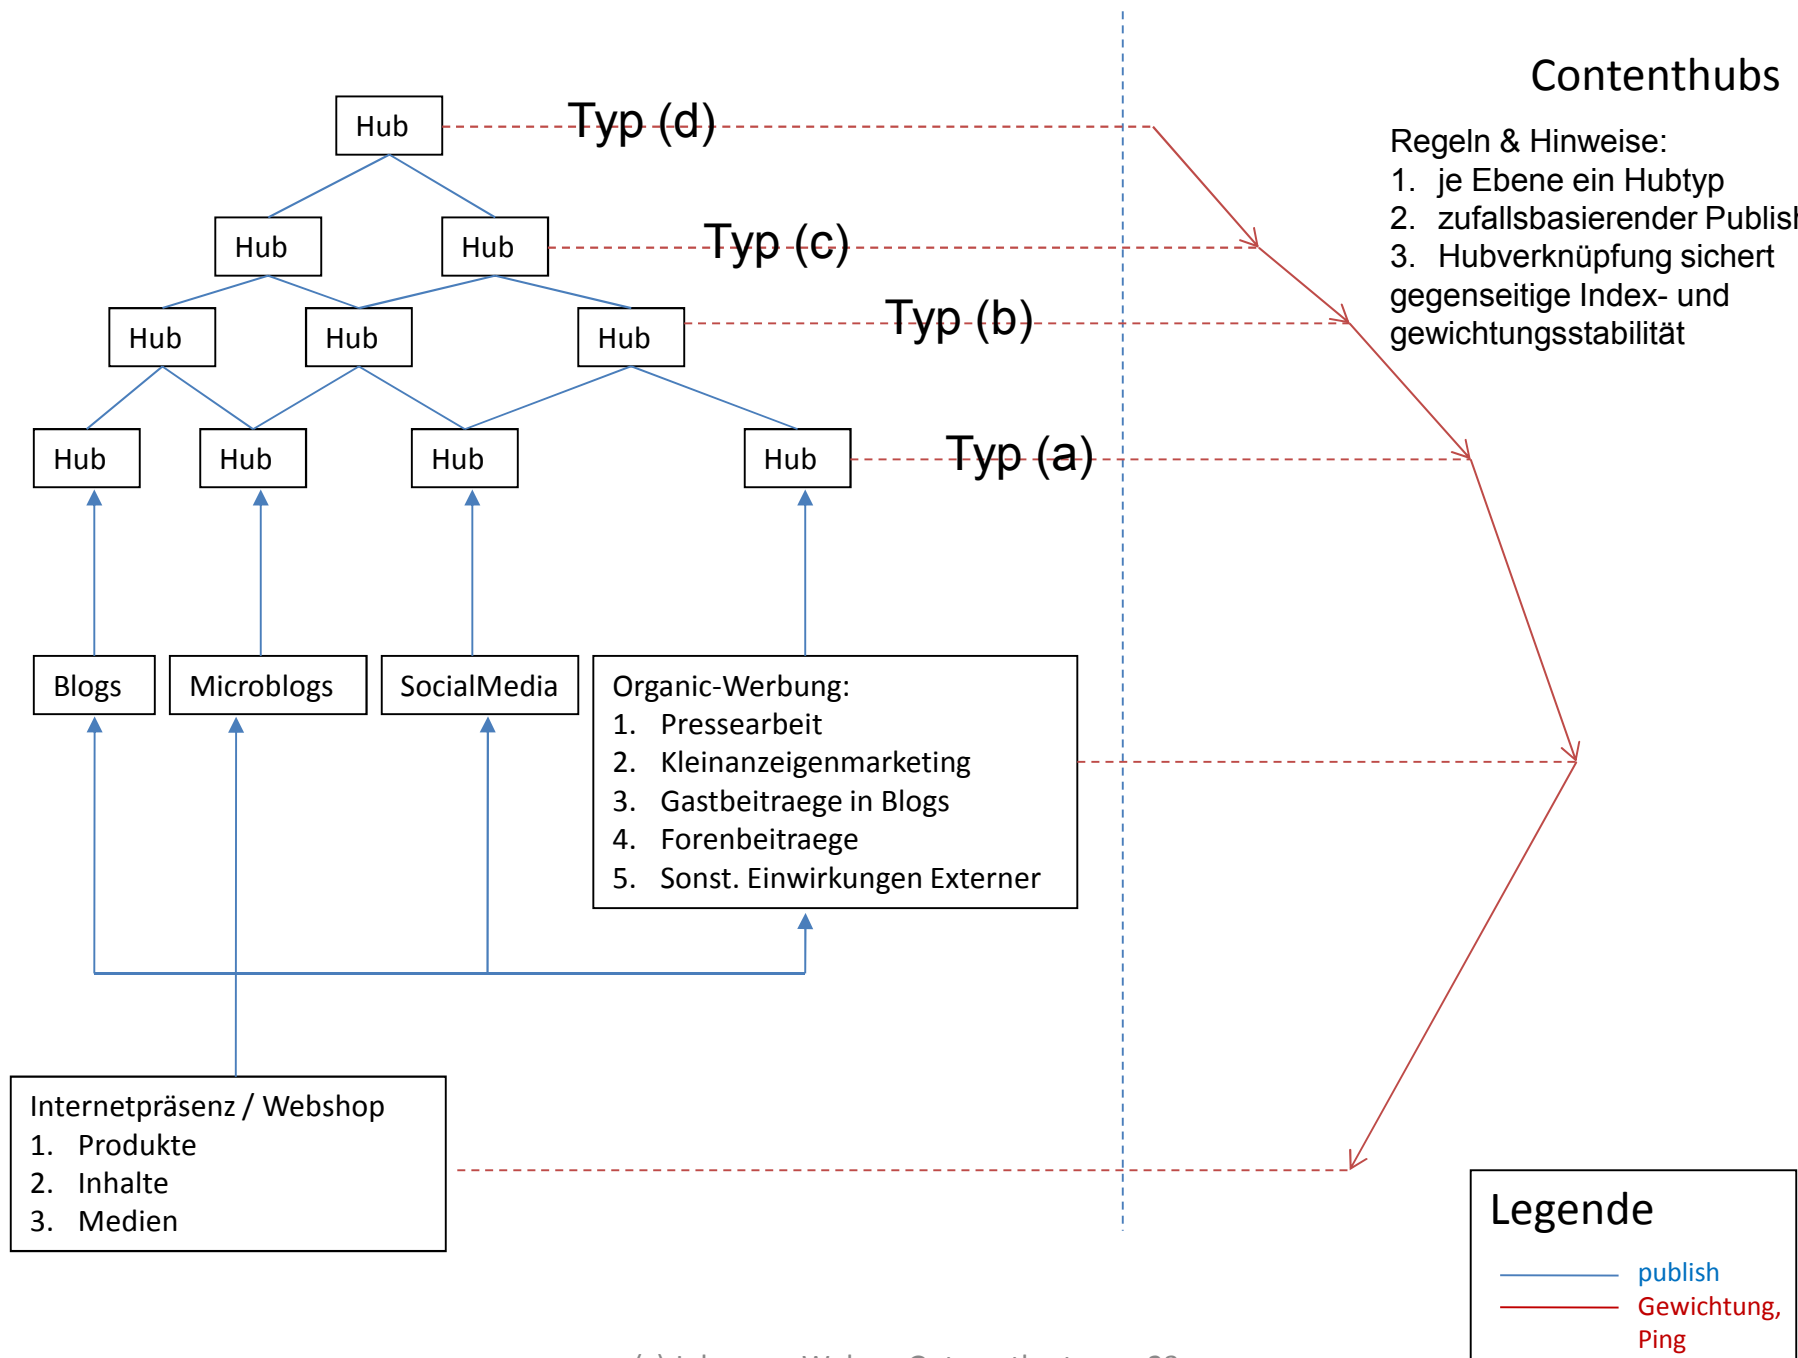 Contenthubs
Regeln & Hinweise:
1. je Ebene ein Hubtyp
2. zufallsbasierender
3. Hubverknüpfung sichert
gegenseitige Index- und
gewichtungsstabilität
Hub
Typ (d)
Hub
Hub
Typ (c)
Hub
Hub
Hub
Typ (b)
Hub
Hub
Hub
Hub
Typ (a)
Blogs
Microblogs
SocialMedia
Organic-Werbung:
1. Pressearbeit
2. Kleinanzeigenmarketing
3. Gastbeitraege in Blogs
4. Forenbeitraege
5. Sonst. Einwirkungen Externer
Internetpräsenz / Webshop
1. Produkte
2. Inhalte
3. Medien
Legende
publish
Gewichtung,
Ping